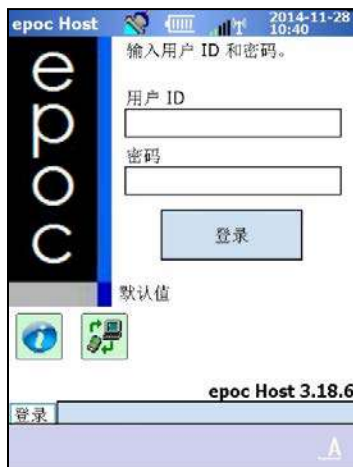 epoc Host
2014-11-28
10:40
epoc
输入用户 ID 和密码。
用户 ID
密码
登录
默认值
epoc Host 3.18.6
登录
A